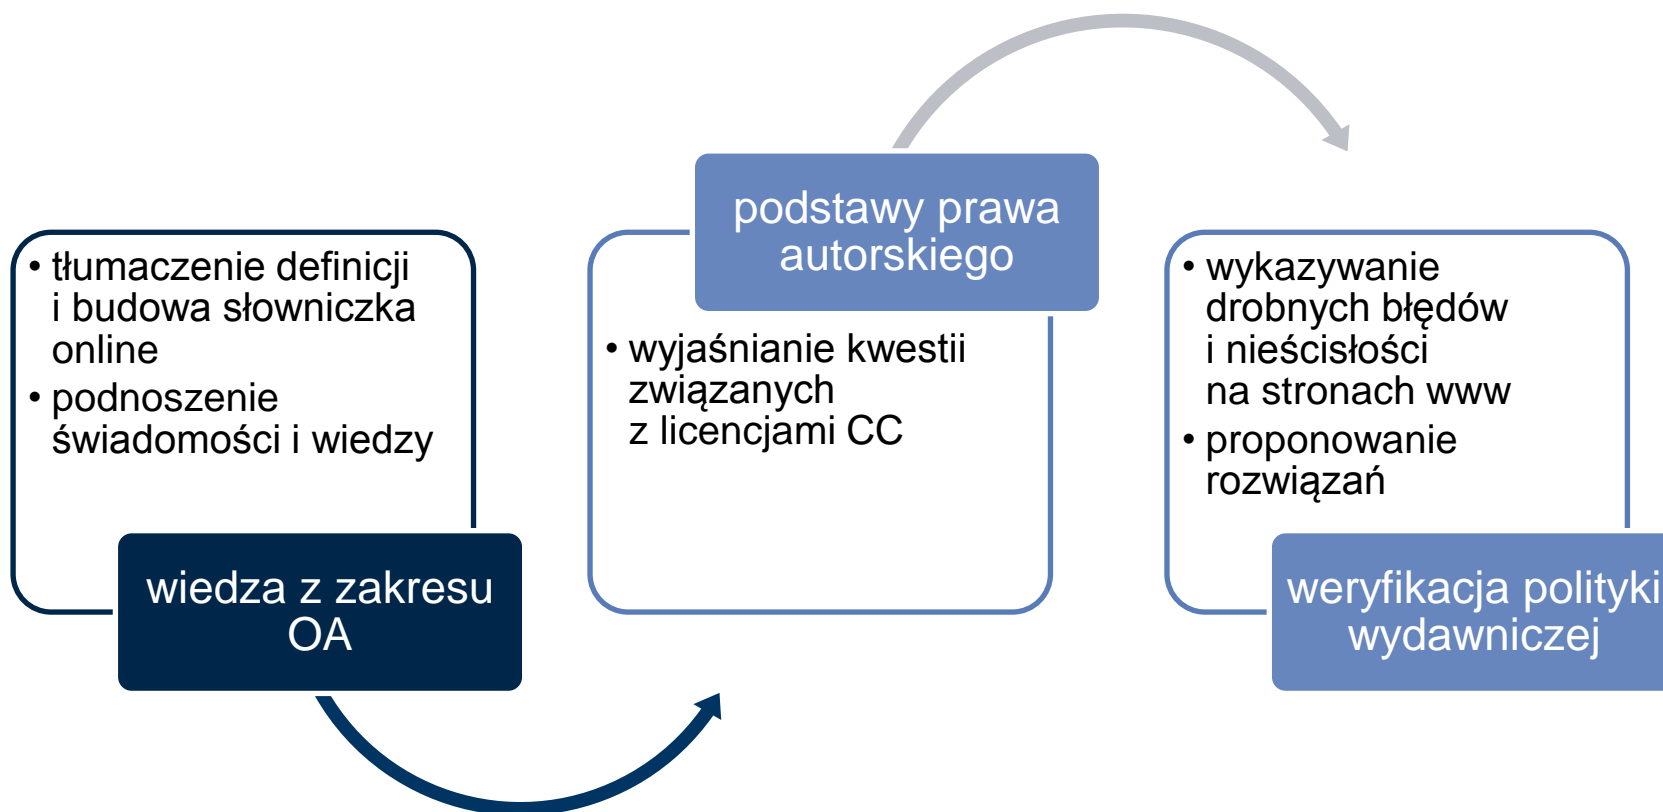 • tłumaczenie definicji
i budowa słowniczka
online
• podnoszenie
świadomości i wiedzy
wiedza z zakresu
OA
podstawy prawa
autorskiego
• wyjaśnianie kwestii
związanych
z licencjami CC
• wykazywanie
drobnych błędów
i nieścisłości
na stronach www
• proponowanie
rozwiązań
weryfikacja polityki
wydawniczej